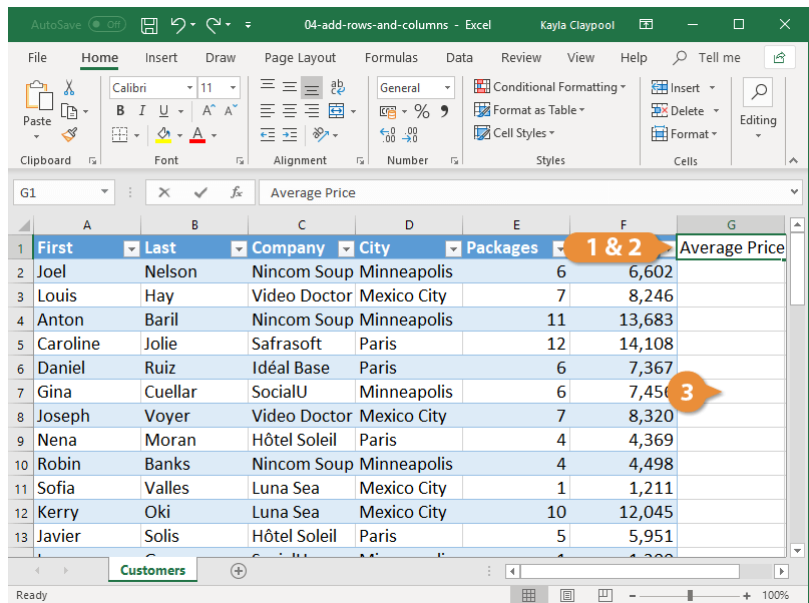 AutoSave Off 04-add-rows-and-columns - Excel Kayla Claypool
File Home Insert Draw Page Layout Formulas Data Review View Help Tell me
Paste
Calibri 11
B I U A A
A
ab
General
% 9
.00 .00 .0
Conditional Formatting
Format as Table
Cell Styles
Insert
Delete
Format
Editing
Clipboard Font Alignment Number Styles Cells
G1 fx Average Price
A B C D E F G
1 First Last Company City Packages 1 & 2 Average Price
2 Joel Nelson Nincom Soup Minneapolis 6 6,602
3 Louis Hay Video Doctor Mexico City 7 8,246
4 Anton Baril Nincom Soup Minneapolis 11 13,683
5 Caroline Jolie Safrasoft Paris 12 14,108
6 Daniel Ruiz Idéal Base Paris 6 7,367
7 Gina Cuellar SocialU Minneapolis 6 7,456 3
8 Joseph Voyer Video Doctor Mexico City 7 8,320
9 Nena Moran Hôtel Soleil Paris 4 4,369
10 Robin Banks Nincom Soup Minneapolis 4 4,498
11 Sofia Valles Luna Sea Mexico City 1 1,211
12 Kerry Oki Luna Sea Mexico City 10 12,045
13 Javier Solis Hôtel Soleil Paris 5 5,951
Customers
Ready 100%